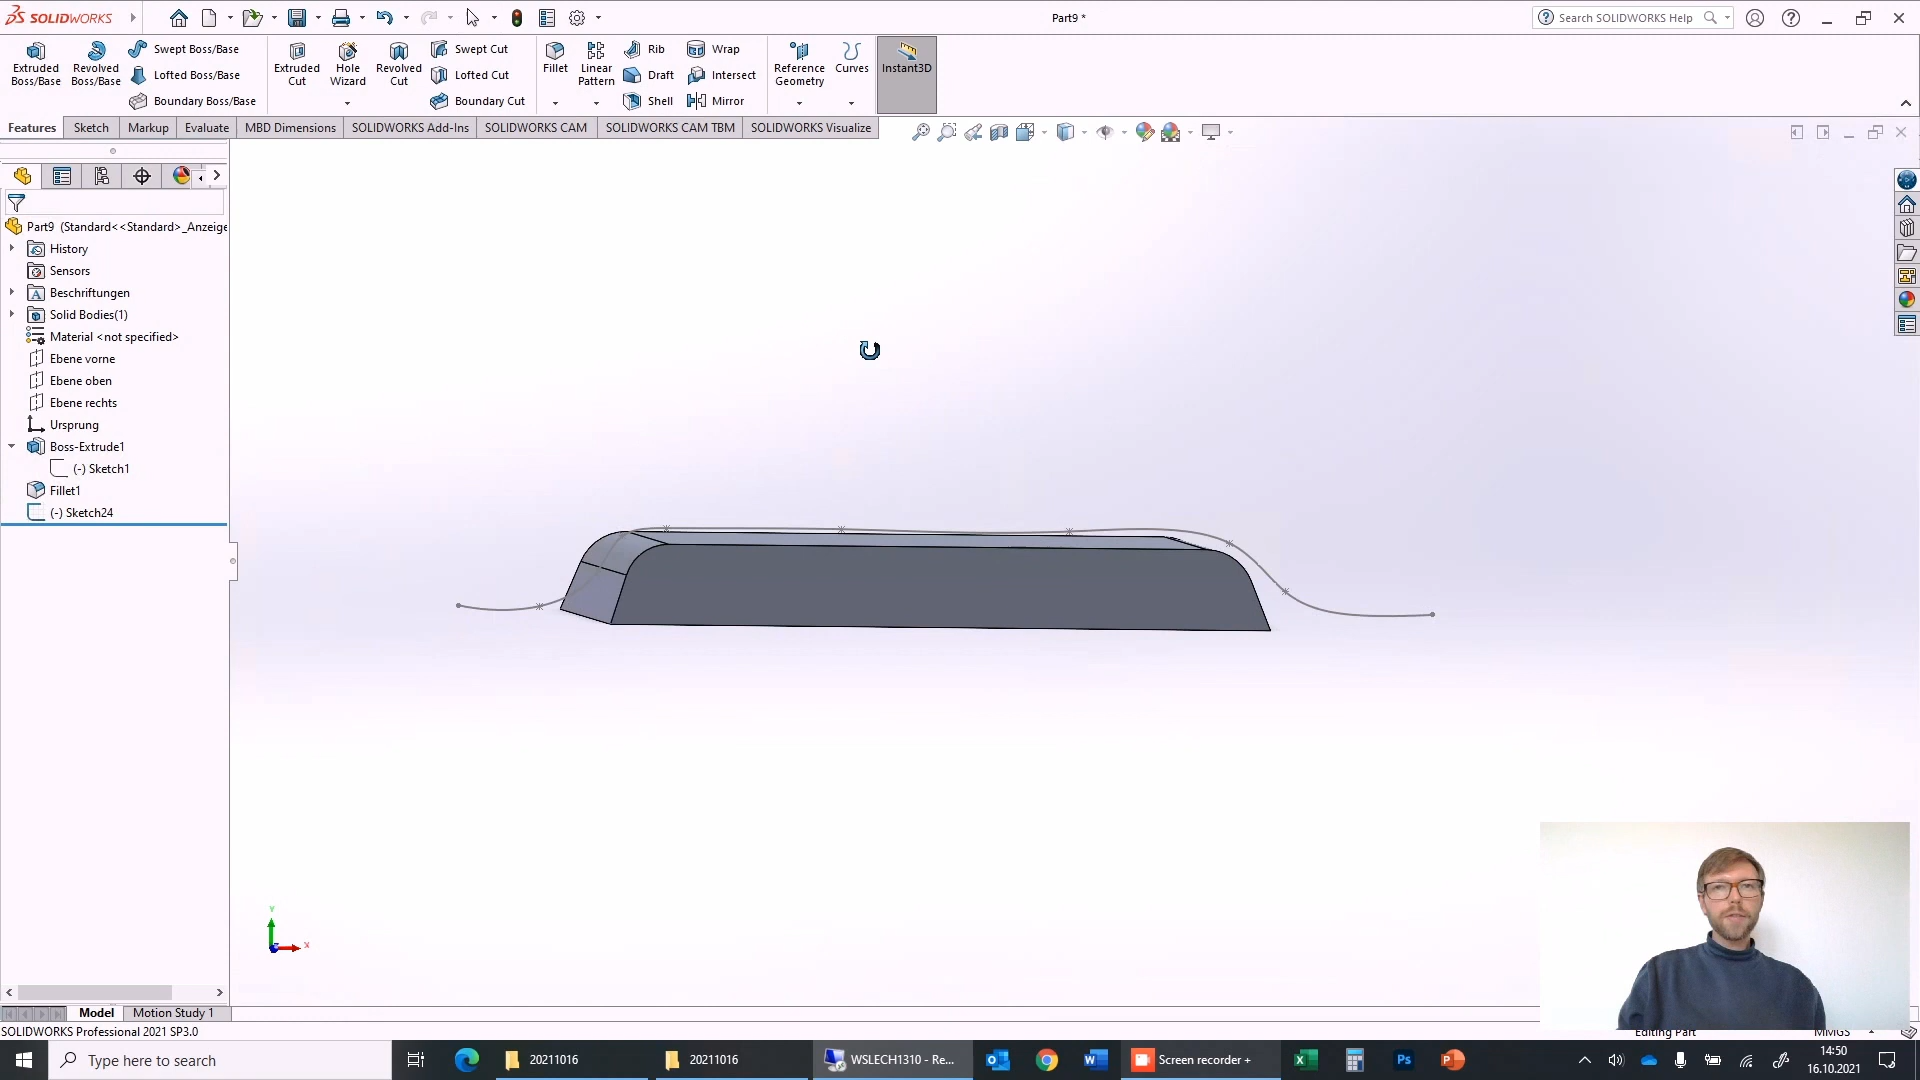 SOLIDWORKS
Part9 *
Search SOLIDWORKS Help
Extruded Boss/Base
Revolved Boss/Base
Swept Boss/Base
Lofted Boss/Base
Boundary Boss/Base
Extruded Cut
Hole Wizard
Revolved Cut
Swept Cut
Lofted Cut
Boundary Cut
Fillet
Linear Pattern
Rib
Draft
Shell
Wrap
Intersect
Mirror
Reference Geometry
Curves
Instant3D
Features
Sketch
Markup
Evaluate
MBD Dimensions
SOLIDWORKS Add-Ins
SOLIDWORKS CAM
SOLIDWORKS CAM TBM
SOLIDWORKS Visualize
Part9 (Standard<<Standard>_Anzeige
History
Sensors
Beschriftungen
Solid Bodies(1)
Material <not specified>
Ebene vorne
Ebene oben
Ebene rechts
Ursprung
Boss-Extrude1
(-) Sketch1
Fillet1
(-) Sketch24
Y
X
Model
Motion Study 1
SOLIDWORKS Professional 2021 SP3.0
Editing Part
MMGS
Type here to search
20211016
20211016
WSLECH1310 - Re...
Screen recorder +
14:50
16.10.2021